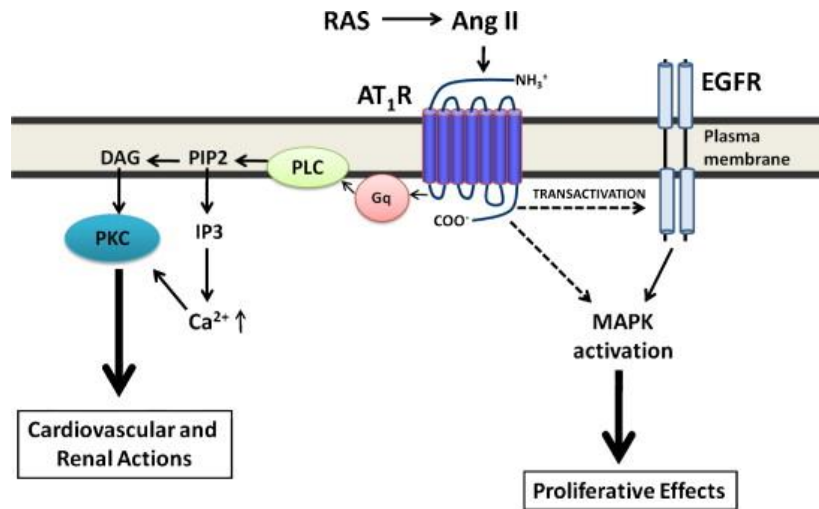 RAS Ang II
NH₃⁺
AT₁R
EGFR
Plasma
membrane
DAG PIP2 PLC
Gq
TRANSACTIVATION
COO⁻
PKC
IP3
Ca²⁺ ↑
MAPK
activation
Cardiovascular and
Renal Actions
Proliferative Effects